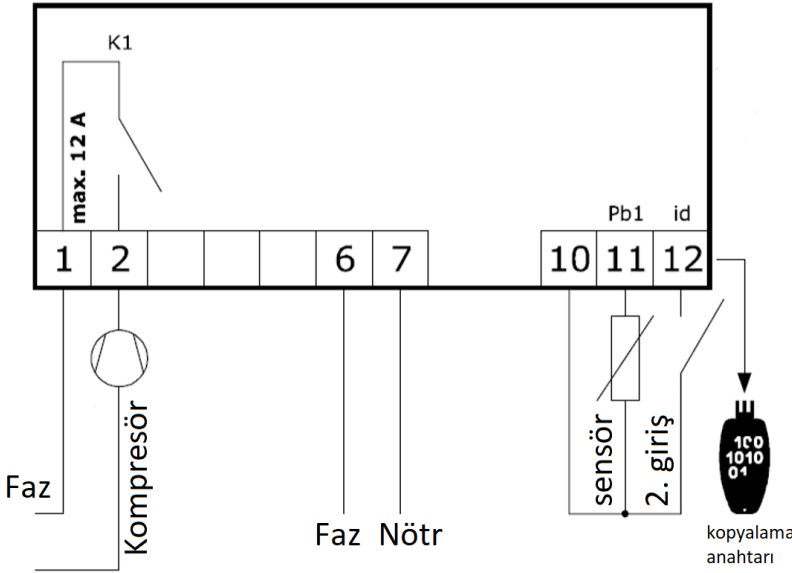 K1
max. 12 A
Pb1 id
1 2 6 7 10 11 12
Kompresör
sensör
2. giriş
100
1010
01
Faz
Faz Nötr
kopyalama
anahtarı